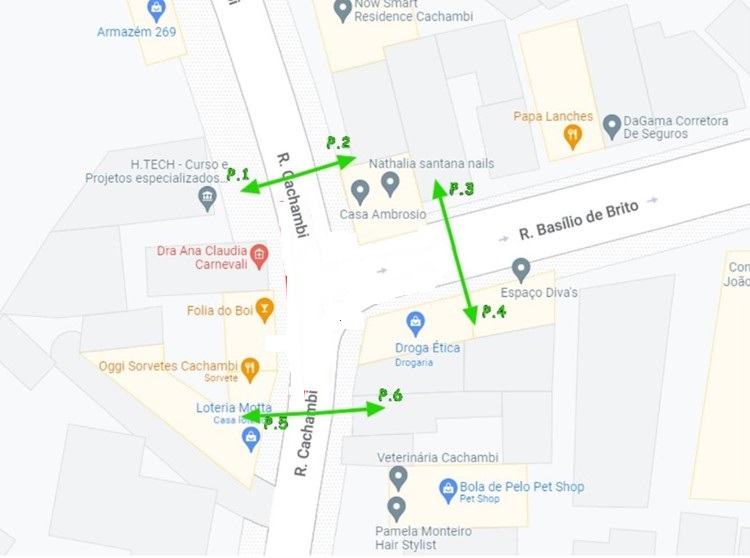 bi
Armazém 269
Now Smart
Residence Cachambi
Papa Lanches
DaGama Corretora
De Seguros
P.2
H.TECH - Curso e
Projetos especializados...
P.1
R. Cachambi
Nathalia santana nails
Casa Ambrosio
P.3
R. Basílio de Brito
Dra Ana Claudia
Carnevali
Espaço Diva's
Con
João
Folia do Boi
P.4
Droga Ética
Drogaria
Oggi Sorvetes Cachambi
Sorvete
P.6
Loteria Motta
P.5
R. Cachambi
Veterinária Cachambi
Bola de Pelo Pet Shop
Pet Shop
Pamela Monteiro
Hair Stylist